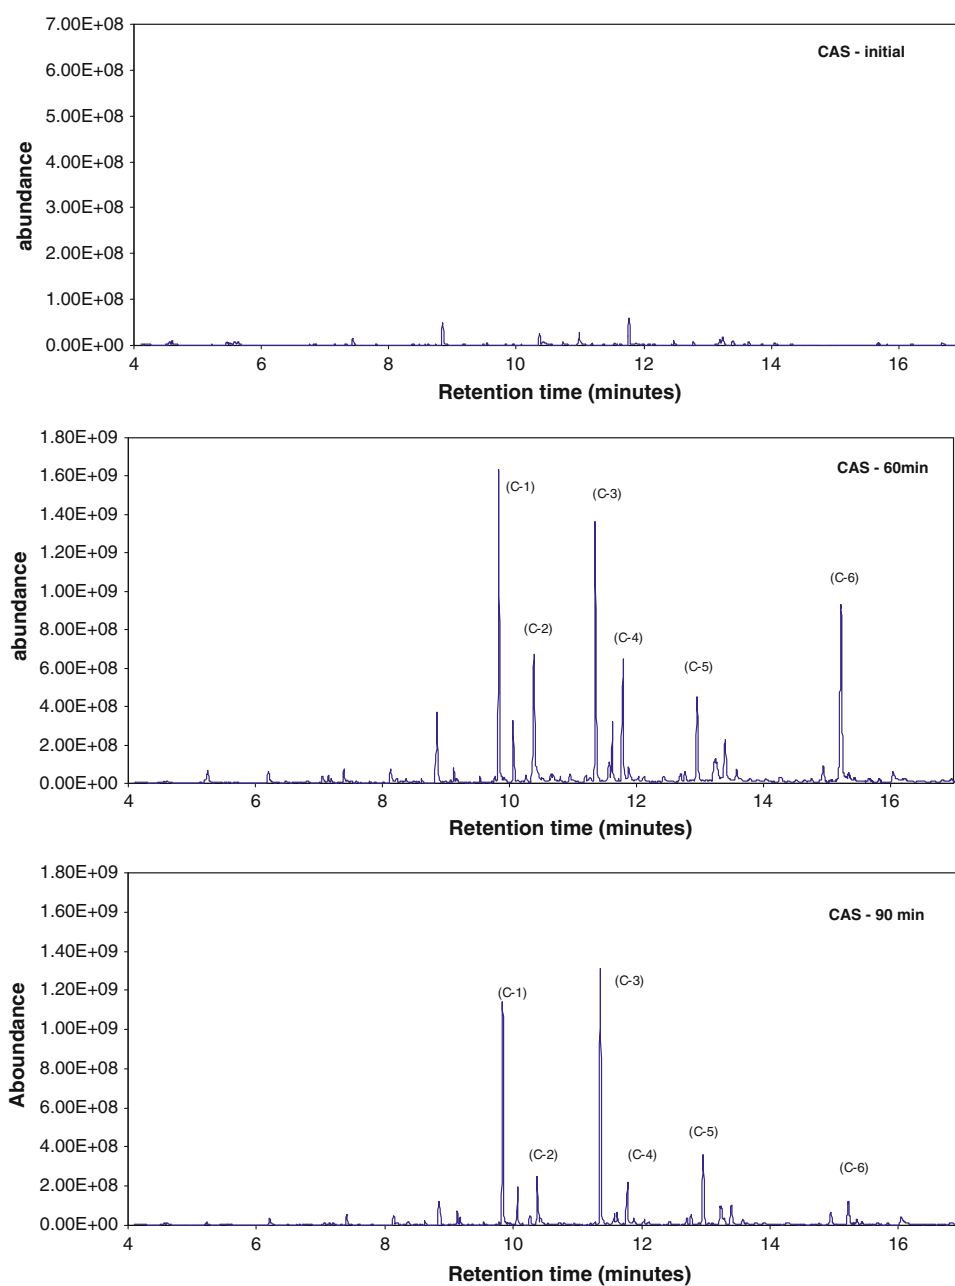 7.00E+08
CAS - initial
6.00E+08
5.00E+08
4.00E+08
3.00E+08
2.00E+08
1.00E+08
0.00E+00
abundance
4 6 8 10 12 14 16
Retention time (minutes)
1.80E+09
CAS - 60min
1.60E+09
(C-1) (C-3)
1.40E+09
1.20E+09
1.00E+09
(C-6)
8.00E+08
(C-2) (C-4)
6.00E+08
(C-5)
4.00E+08
2.00E+08
0.00E+00
abundance
4 6 8 10 12 14 16
Retention time (minutes)
1.80E+09
CAS - 90 min
1.60E+09
1.40E+09
1.20E+09
(C-1) (C-3)
1.00E+09
8.00E+08
6.00E+08
(C-5)
4.00E+08
(C-2) (C-4) (C-6)
2.00E+08
0.00E+00
Aboundance
4 6 8 10 12 14 16
Retention time (minutes)